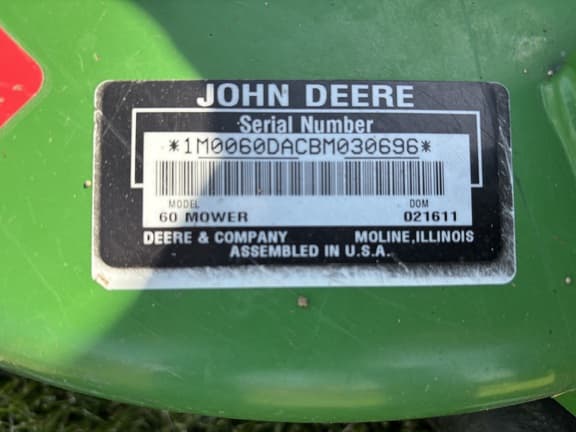 JOHN DEERE
Serial Number
*1M0060DACBM030696*
MODEL DOM
60 MOWER 021611
DEERE & COMPANY MOLINE, ILLINOIS
ASSEMBLED IN U.S.A.